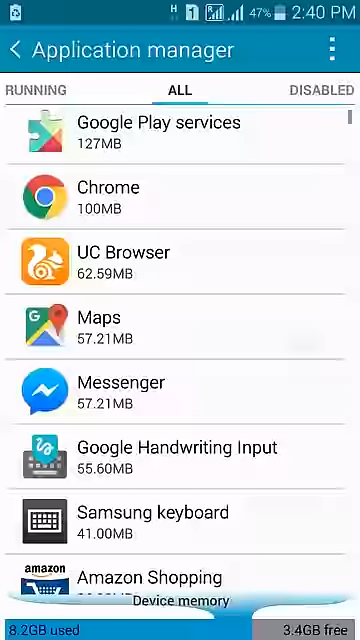 H 1 R 47% 2:40 PM
Application manager
RUNNING ALL DISABLED
Google Play services
127MB
Chrome
100MB
UC Browser
62.59MB
G
Maps
57.21MB
Messenger
57.21MB
Google Handwriting Input
55.60MB
Samsung keyboard
41.00MB
amazon
Amazon Shopping
Device memory
8.2GB used 3.4GB free